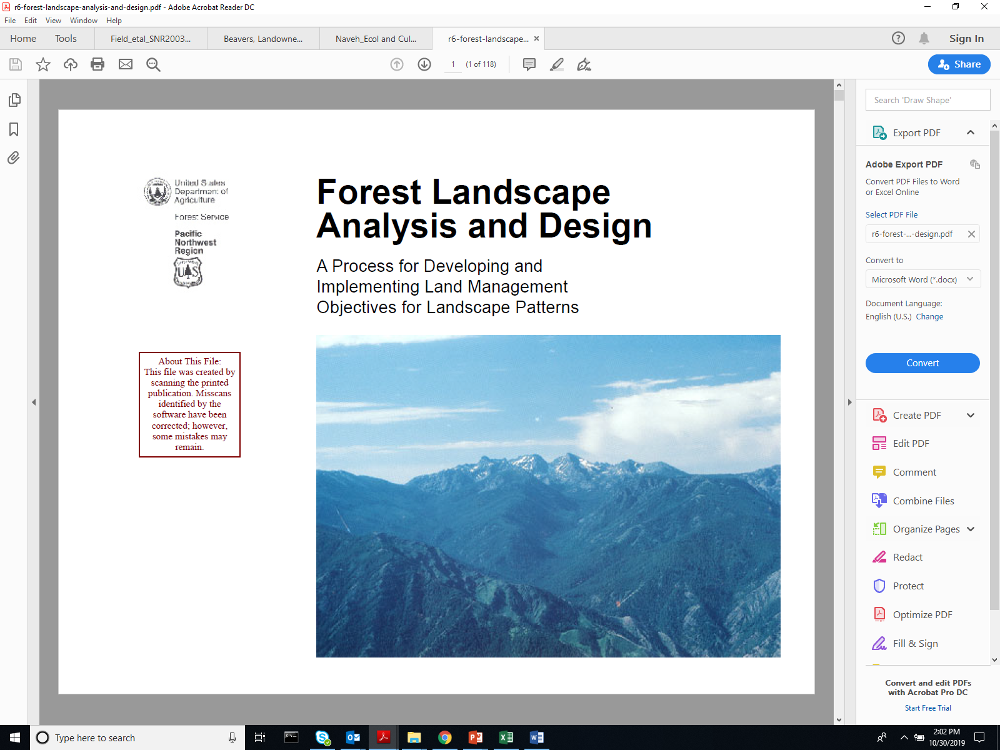 r6-forest-landscape-analysis-and-design.pdf - Adobe Acrobat Reader DC
File Edit View Window Help
Home Tools Field_etal_SNR2003... Beavers, Landowne... Naveh_Ecol and Cul... r6-forest-landscape... × Sign In
1 (1 of 118) Share
United States
Department of
Agriculture
Forest Service
Pacific
Northwest
Region
U S
Forest Landscape
Analysis and Design
A Process for Developing and
Implementing Land Management
Objectives for Landscape Patterns
About This File:
This file was created by
scanning the printed
publication. Misscans
identified by the
software have been
corrected; however,
some mistakes may
remain.
Search 'Draw Shape'
Export PDF
Adobe Export PDF
Convert PDF Files to Word
or Excel Online
Select PDF File
r6-forest-...-design.pdf
Convert to
Microsoft Word (*.docx)
Document Language:
English (U.S.) Change
Convert
Create PDF
Edit PDF
Comment
Combine Files
Organize Pages
Redact
Protect
Optimize PDF
Fill & Sign
Convert and edit PDFs
with Acrobat Pro DC
Start Free Trial
Type here to search
2:02 PM
10/30/2019